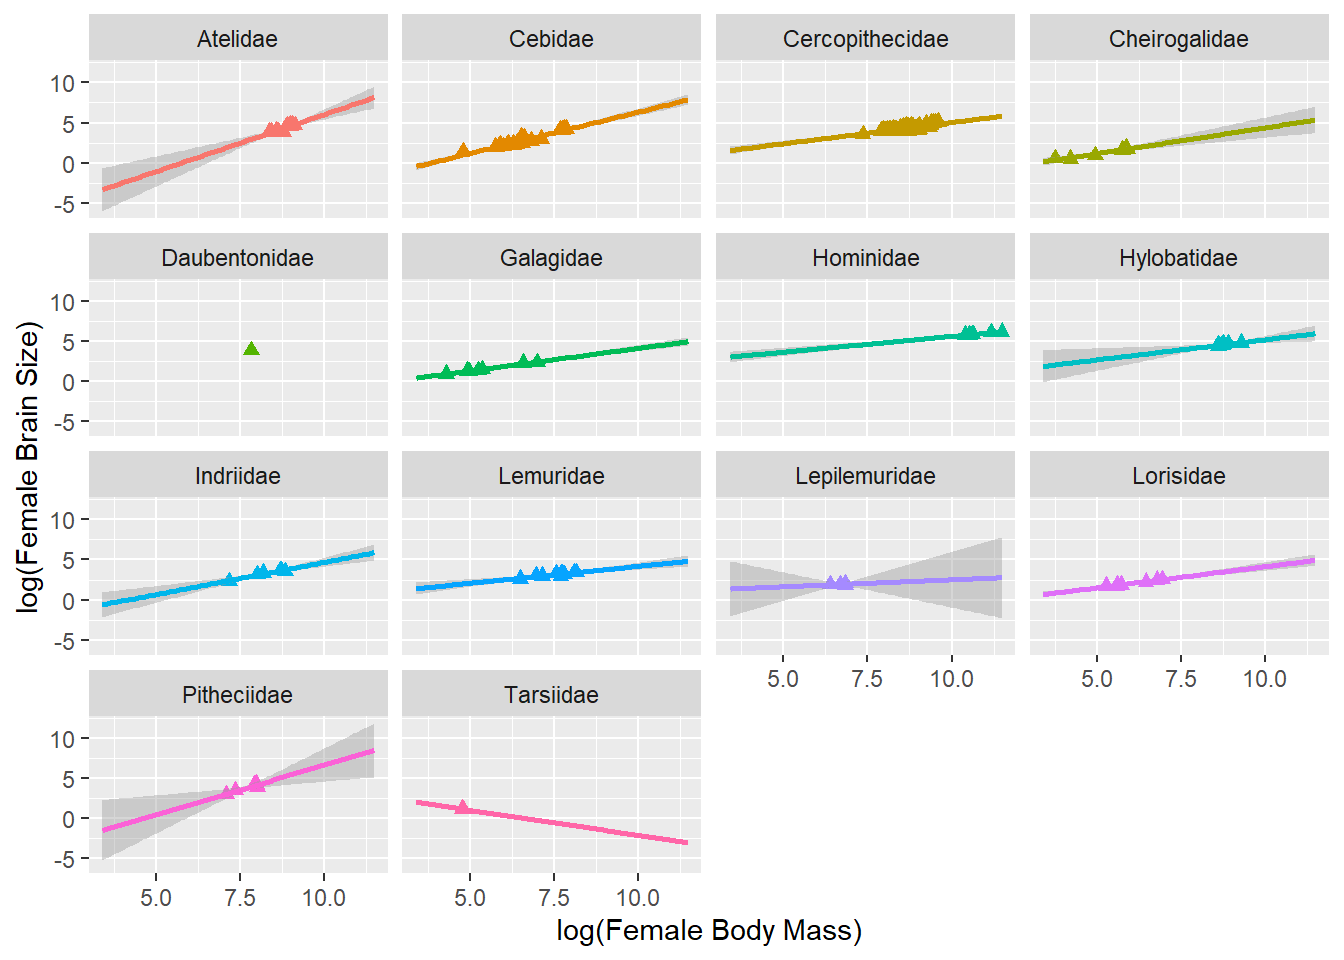 Atelidae Cebidae Cercopithecidae Cheirogalidae
10
5
0
-5
Daubentonidae Galagidae Hominidae Hylobatidae
10
5
0
-5
Indriidae Lemuridae Lepilemuridae Lorisidae
10
5
0
-5
5.0 7.5 10.0 5.0 7.5 10.0
Pitheciidae Tarsiidae
10
5
0
-5
5.0 7.5 10.0 5.0 7.5 10.0
log(Female Body Mass)
log(Female Brain Size)